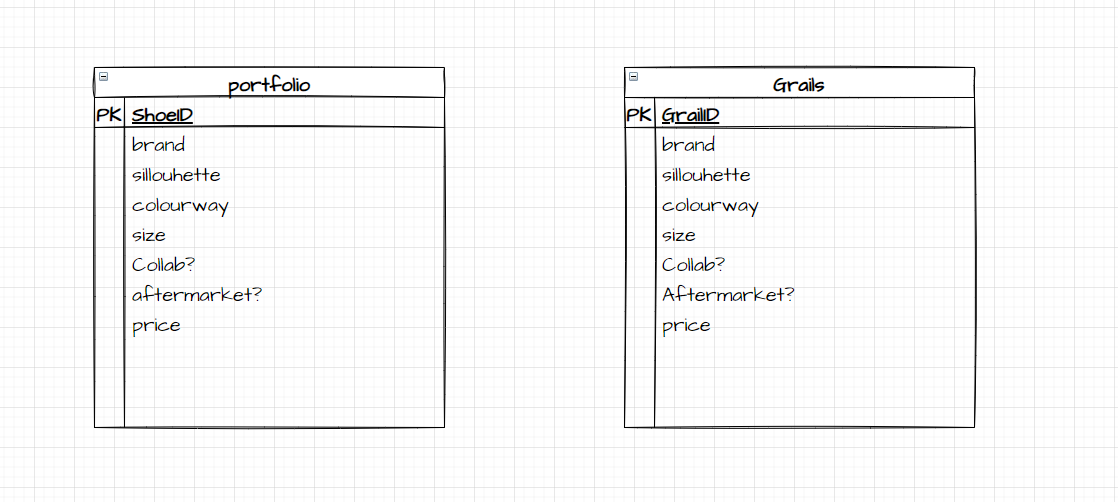 portfolio
PK ShoeID
brand
sillouhette
colourway
size
Collab?
aftermarket?
price
Grails
PK GrailID
brand
sillouhette
colourway
size
Collab?
Aftermarket?
price